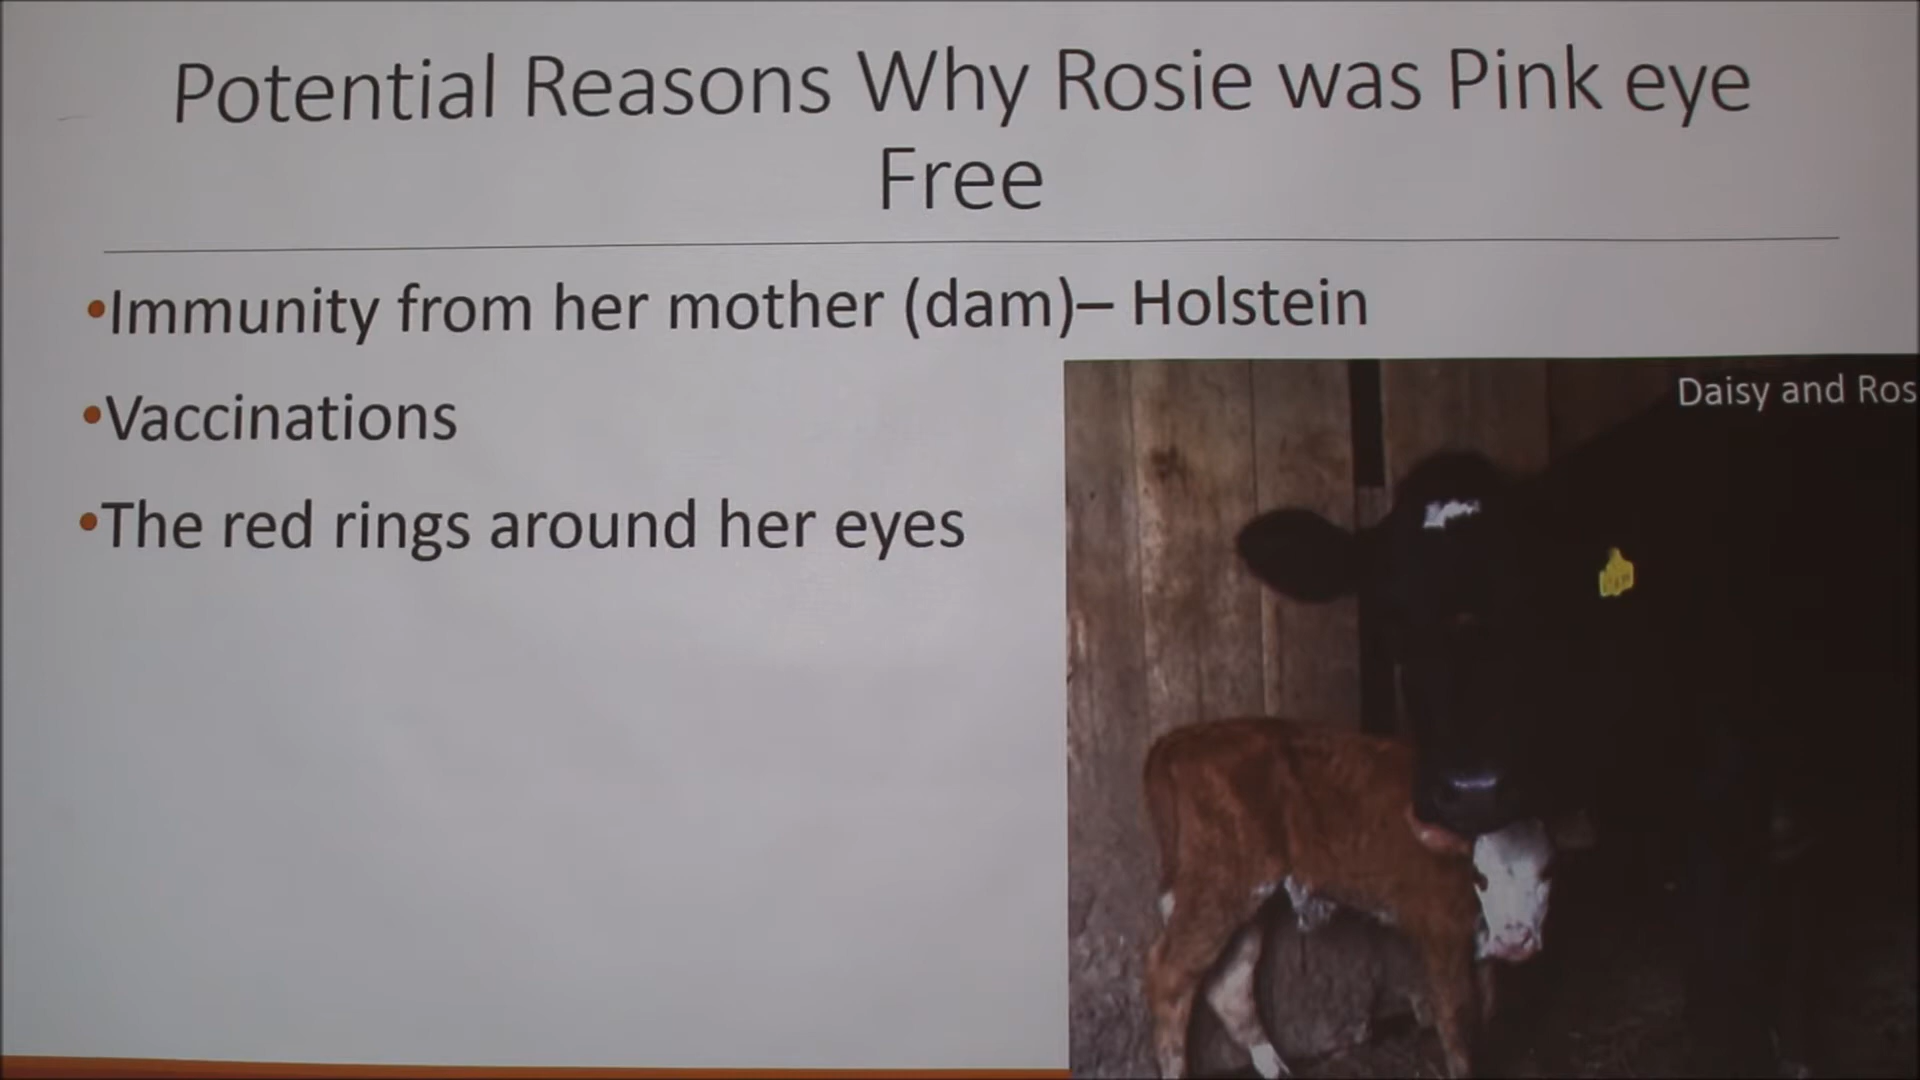 Potential Reasons Why Rosie was Pink eye
Free
•Immunity from her mother (dam)– Holstein
•Vaccinations
•The red rings around her eyes
Daisy and Ros